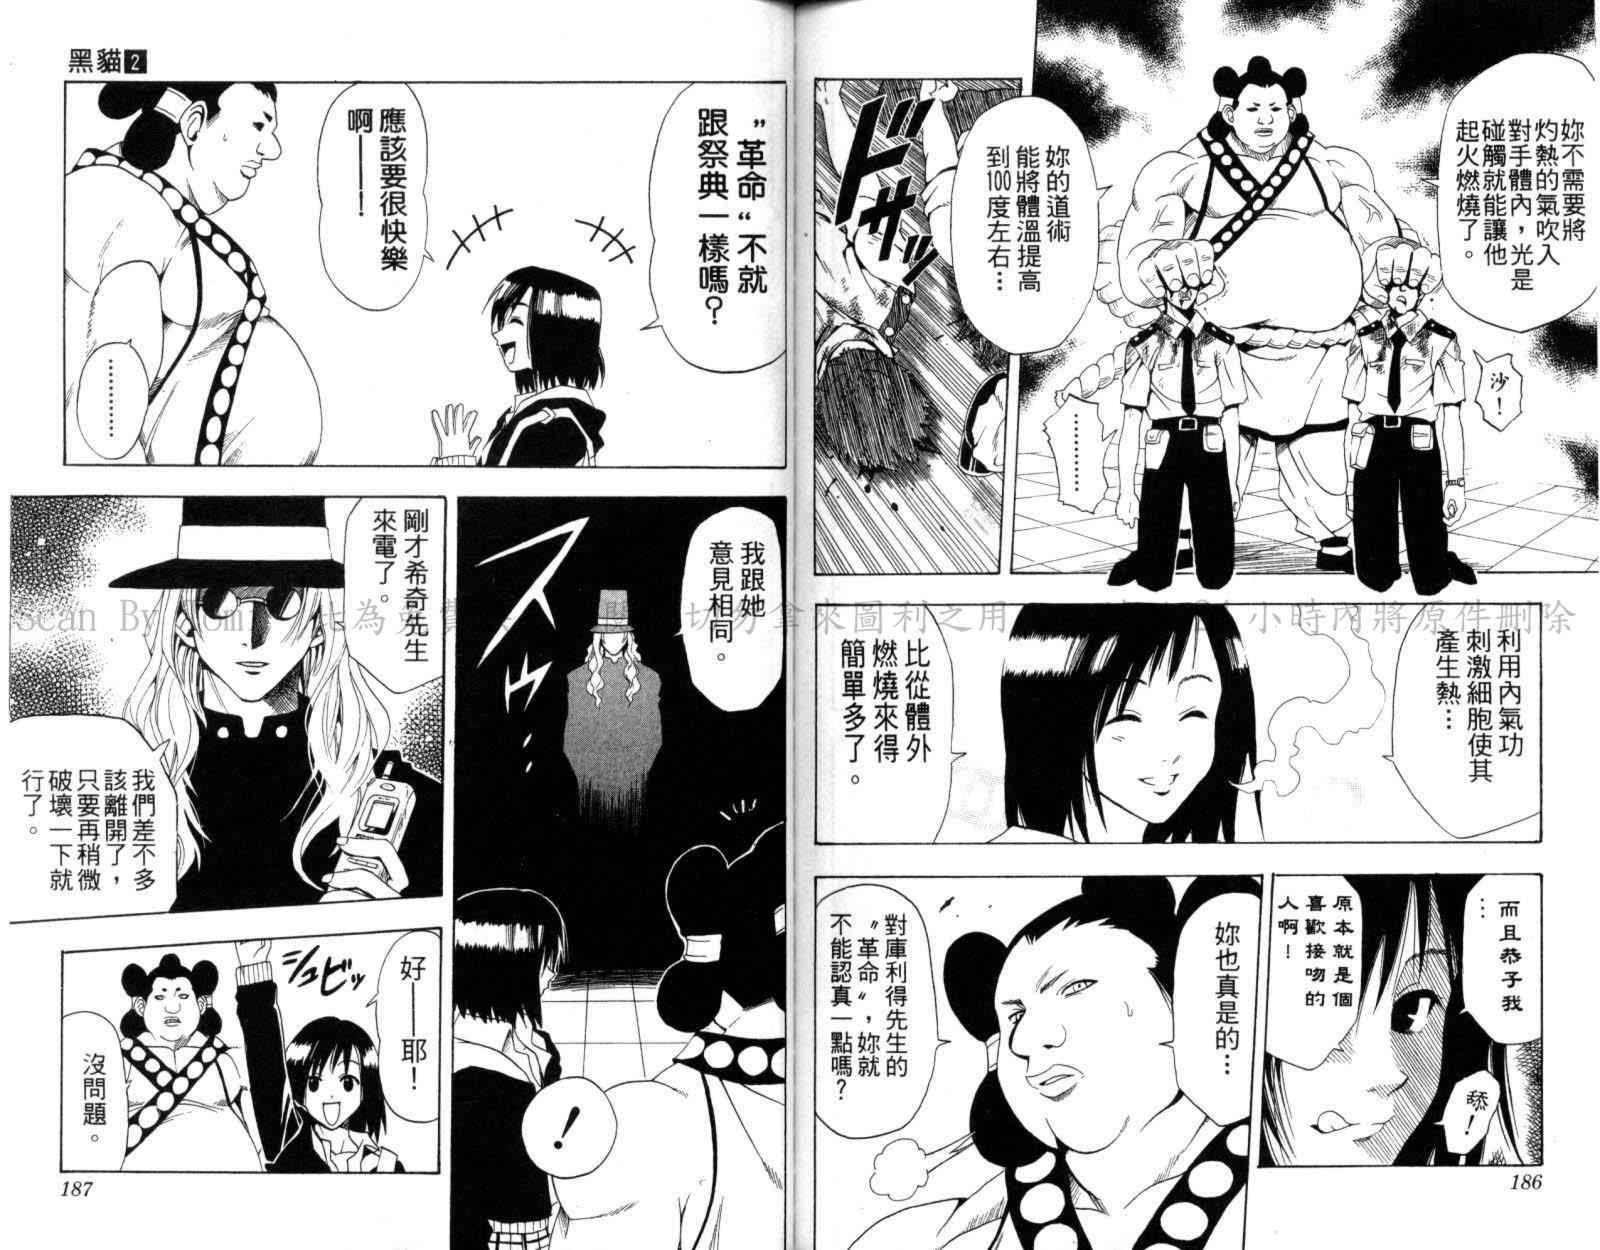 妳不需要將
灼熱的氣吹入
對手體內，光是
碰觸就能讓他
起火燃燒了。
沙！
…………
妳的道術
能將體溫提高
到100度左右…
ドス
利用內氣功
刺激細胞使其
產生熱…
比從體外
燃燒來得
簡單多了。
而且恭子我
…
原本就是個
喜歡接吻的
人啊！
舔！
妳也真是的…
對庫利得先生的
〝革命〞，妳就
不能認真一點嗎？
186
黑貓2
〝革命〞不就
跟祭典一樣嗎？
應該要很快樂
啊——！
…………
我跟她
意見相同。
スッ
！
剛才希奇先生
來電了。
我們差不多
該離開了，
只要再稍微
破壞一下就
行了。
好——耶！
シュビッ
沒問題。
187